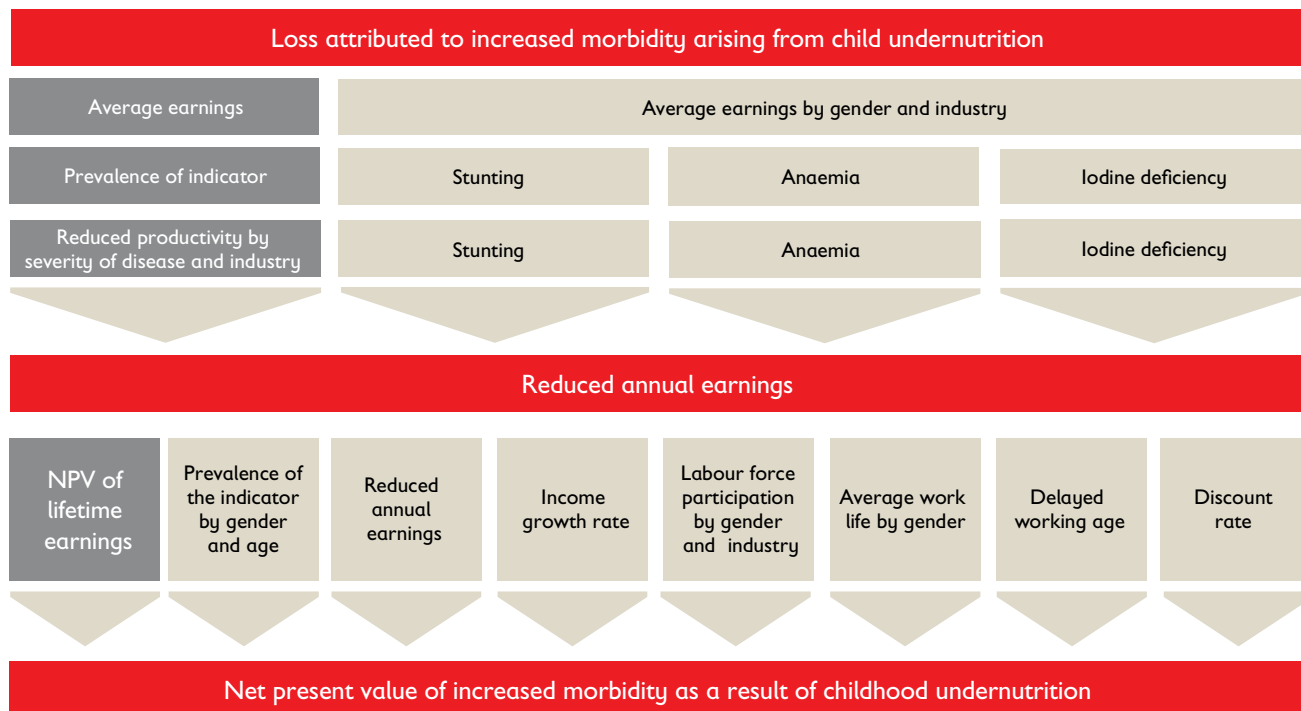 Loss attributed to increased morbidity arising from child undernutrition
Average earnings
Average earnings by gender and industry
Prevalence of indicator
Stunting
Anaemia
Iodine deficiency
Reduced productivity by
severity of disease and industry
Stunting
Anaemia
Iodine deficiency
Reduced annual earnings
NPV of
lifetime
earnings
Prevalence of
the indicator
by gender
and age
Reduced
annual
earnings
Income
growth rate
Labour force
participation
by gender
and industry
Average work
life by gender
Delayed
working age
Discount
rate
Net present value of increased morbidity as a result of childhood undernutrition